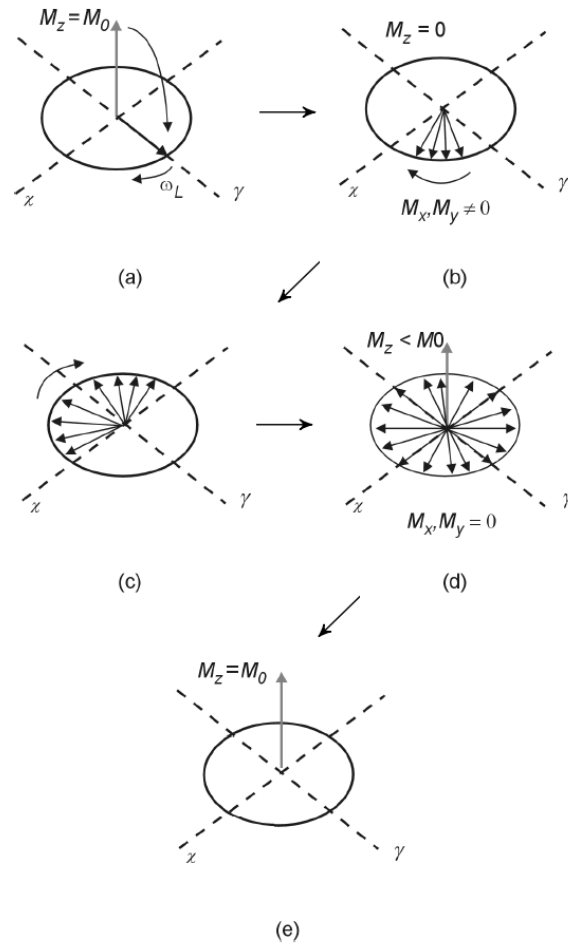 M_z = M_0
ω_L
χ
γ
(a)
M_z = 0
χ
γ
M_x, M_y ≠ 0
(b)
χ
γ
(c)
M_z < M0
χ
γ
M_x, M_y = 0
(d)
M_z = M_0
χ
γ
(e)